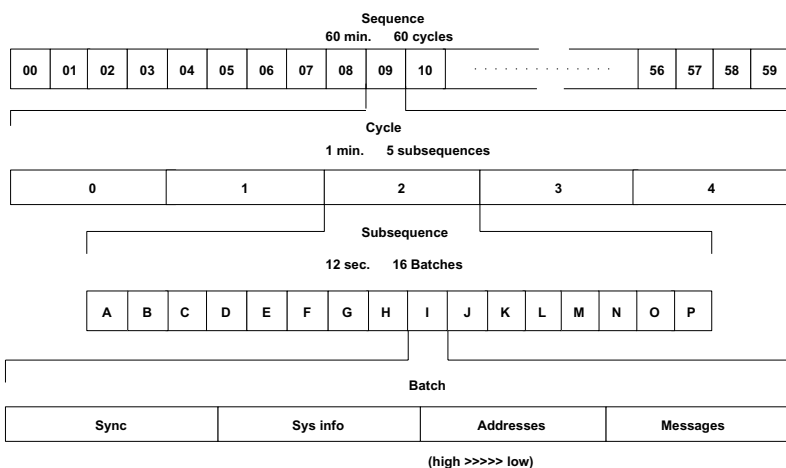 Sequence
60 min. 60 cycles
00 01 02 03 04 05 06 07 08 09 10 . . . . . . . . . . . . . . 56 57 58 59
Cycle
1 min. 5 subsequences
0 1 2 3 4
Subsequence
12 sec. 16 Batches
A B C D E F G H I J K L M N O P
Batch
Sync Sys info Addresses Messages
(high >>>>> low)